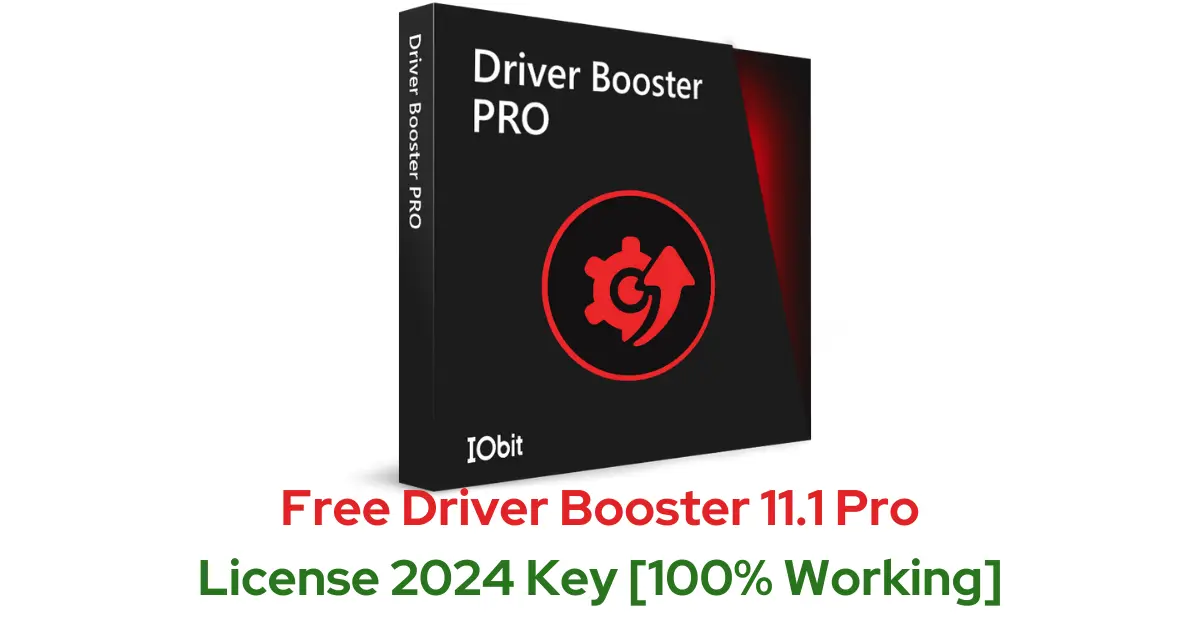 Driver Booster PRO
Driver Booster
PRO
IObit
Free Driver Booster 11.1 Pro
License 2024 Key [100% Working]